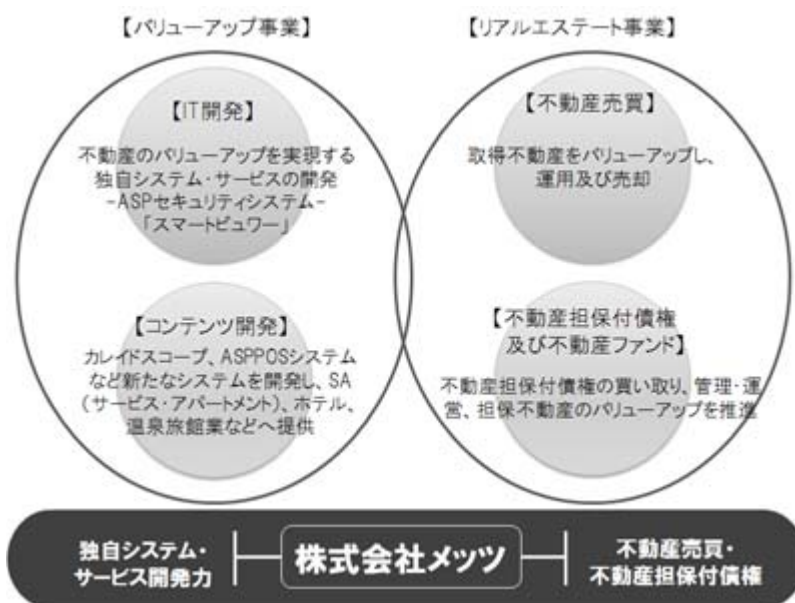 【バリューアップ事業】
【リアルエステート事業】
【IT開発】
不動産のバリューアップを実現する
独自システム・サービスの開発
-ASPセキュリティシステム-
「スマートビュワー」
【不動産売買】
取得不動産をバリューアップし、
運用及び売却
【コンテンツ開発】
カレイドスコープ、ASPPOSシステム
など新たなシステムを開発し、SA
(サービス・アパートメント)、ホテル、
温泉旅館業などへ提供
【不動産担保付債権
及び不動産ファンド】
不動産担保付債権の買い取り、管理・運
営、担保不動産のバリューアップを推進
独自システム・
サービス開発力
株式会社メッツ
不動産売買・
不動産担保付債権